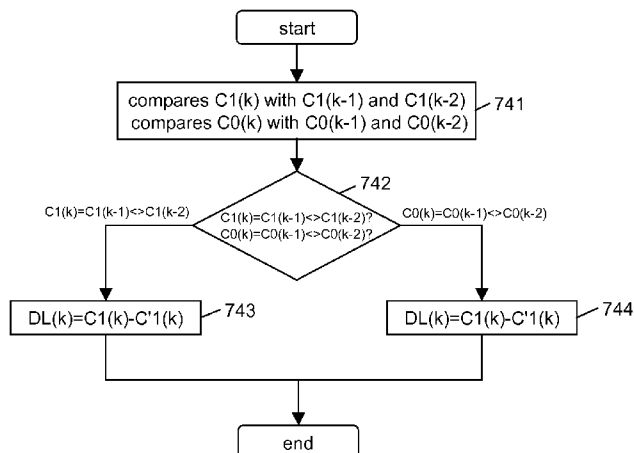 start
compares C1(k) with C1(k-1) and C1(k-2)
compares C0(k) with C0(k-1) and C0(k-2)
741
742
C1(k)=C1(k-1)<>C1(k-2)
C1(k)=C1(k-1)<>C1(k-2)?
C0(k)=C0(k-1)<>C0(k-2)?
C0(k)=C0(k-1)<>C0(k-2)
DL(k)=C1(k)-C'1(k)
743
DL(k)=C1(k)-C'1(k)
744
end